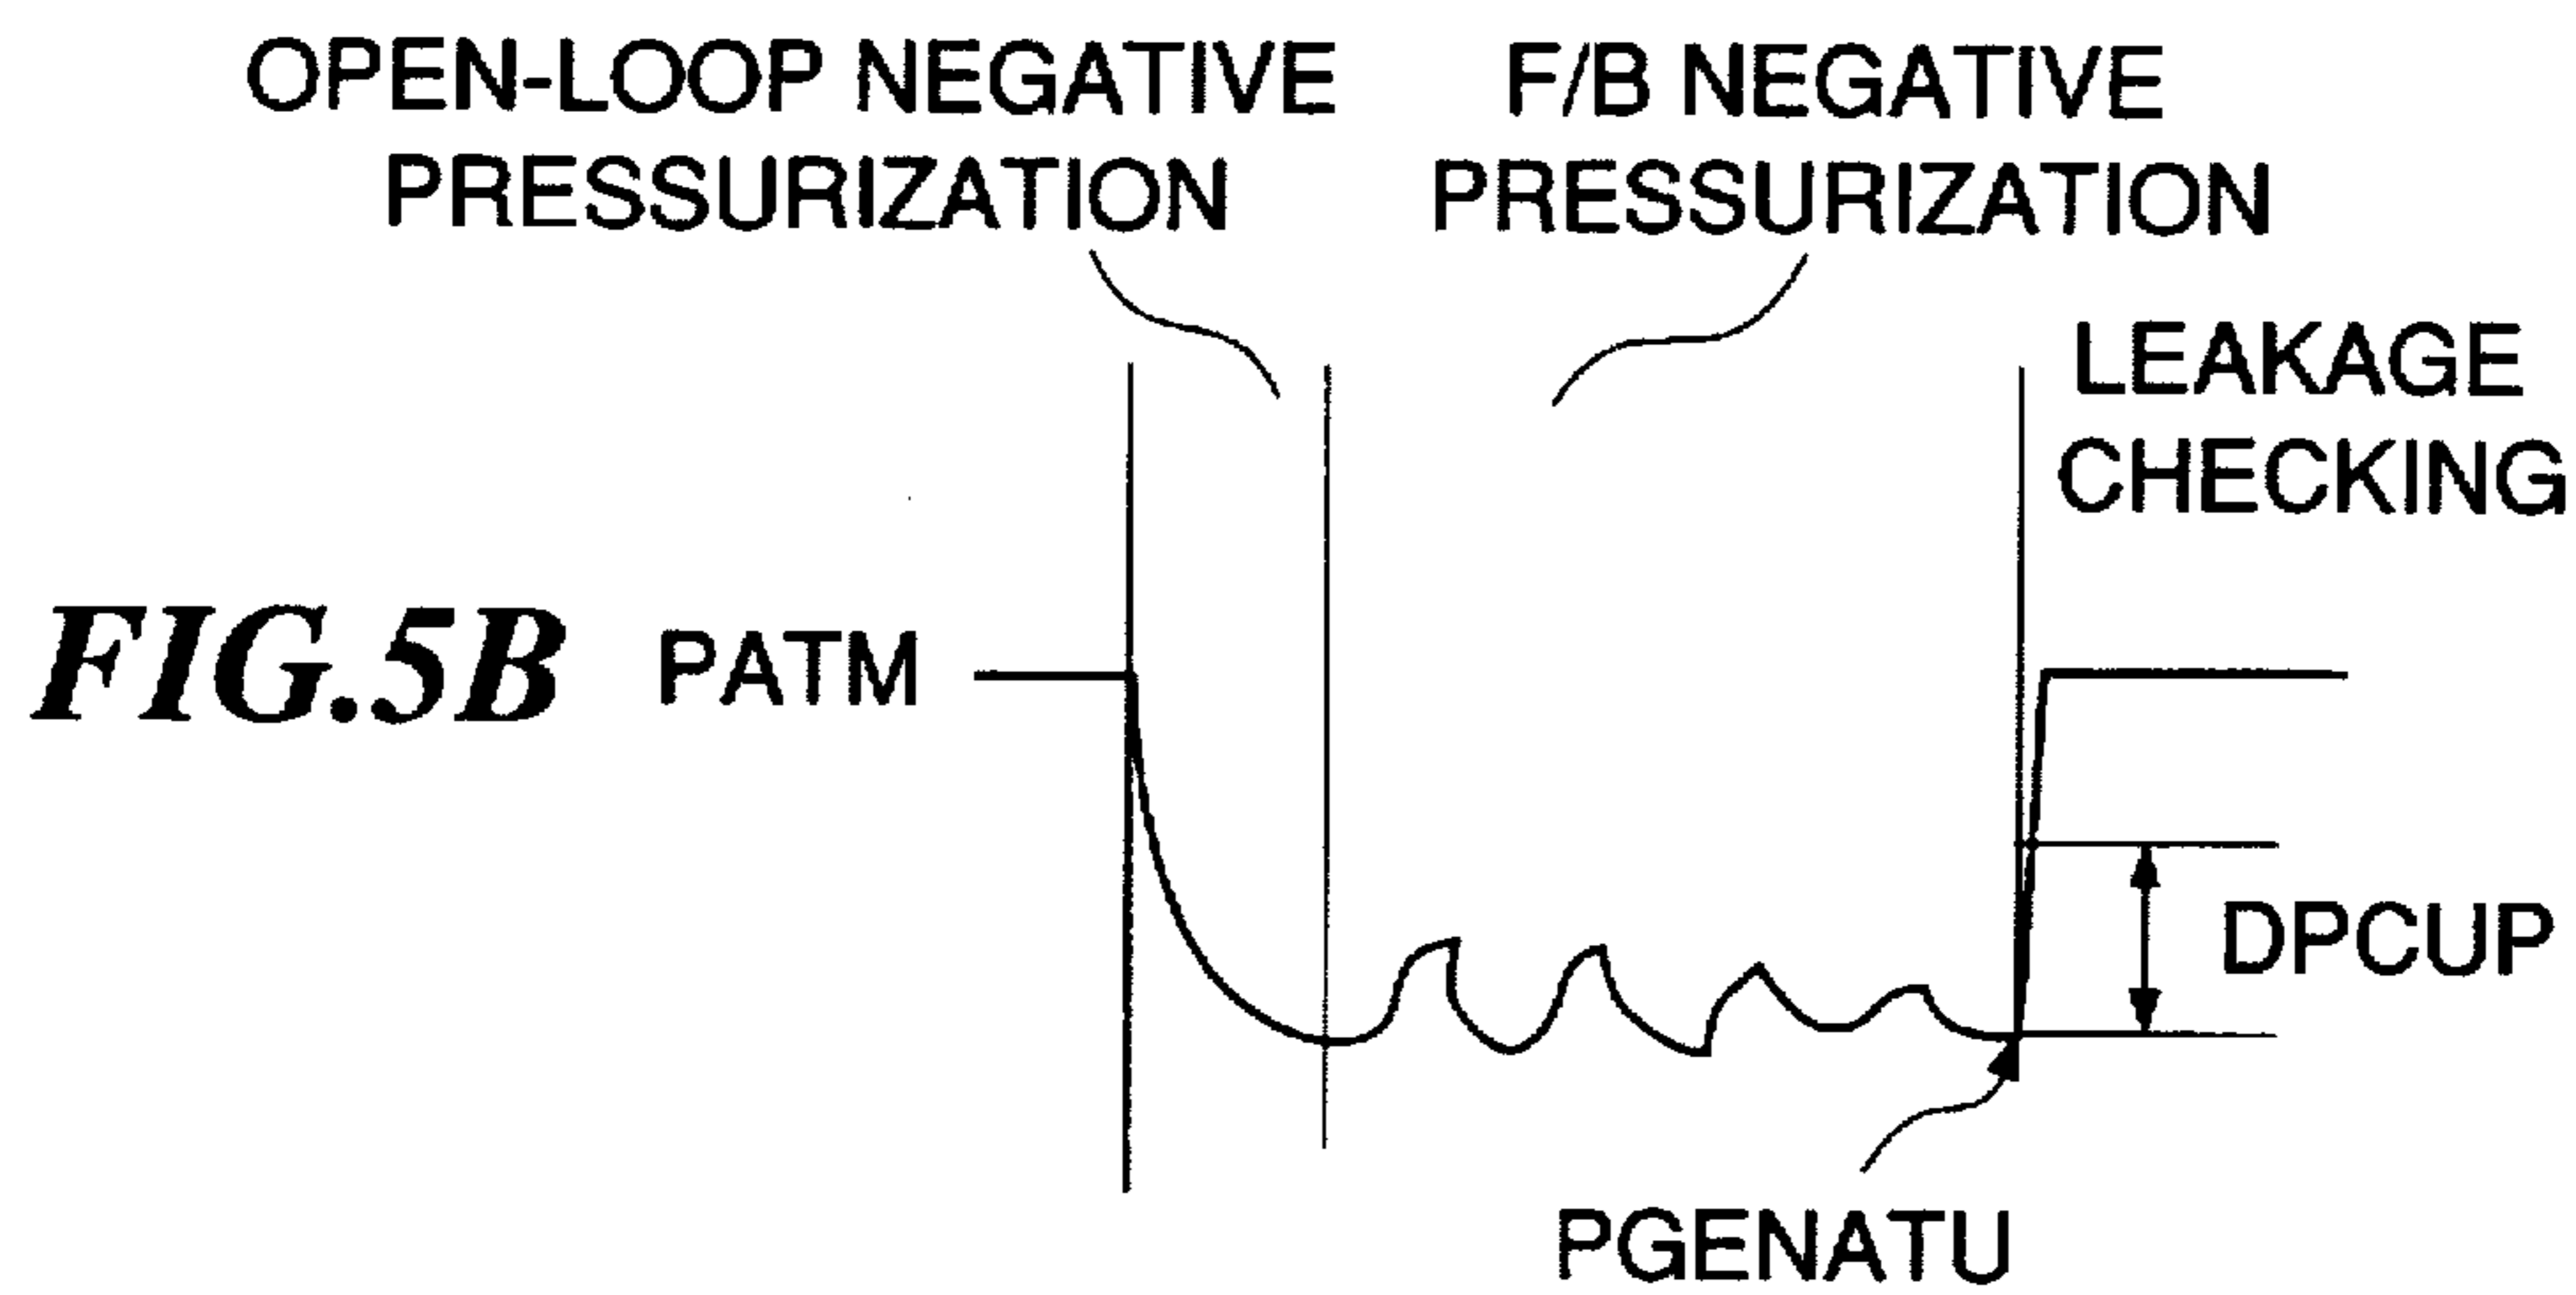 OPEN-LOOP NEGATIVE
PRESSURIZATION
F/B NEGATIVE
PRESSURIZATION
LEAKAGE
CHECKING
FIG.5B
PATM
DPCUP
PGENATU